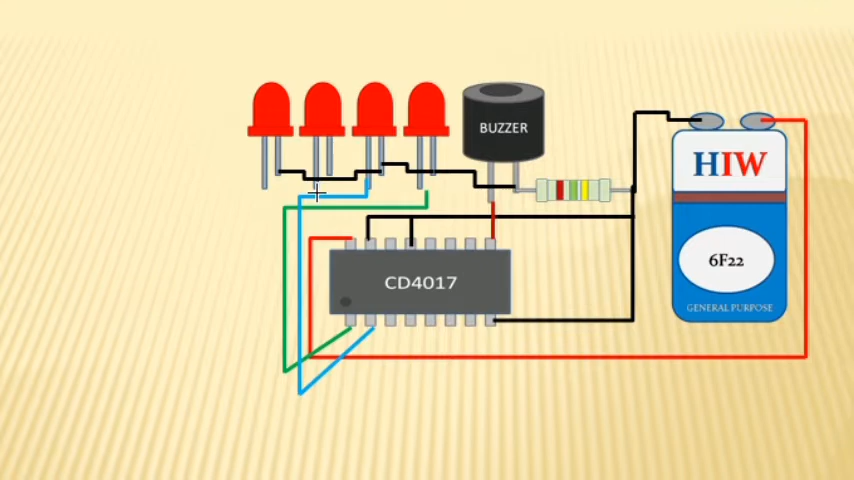 BUZZER
HIW
6F22
GENERAL PURPOSE
CD4017